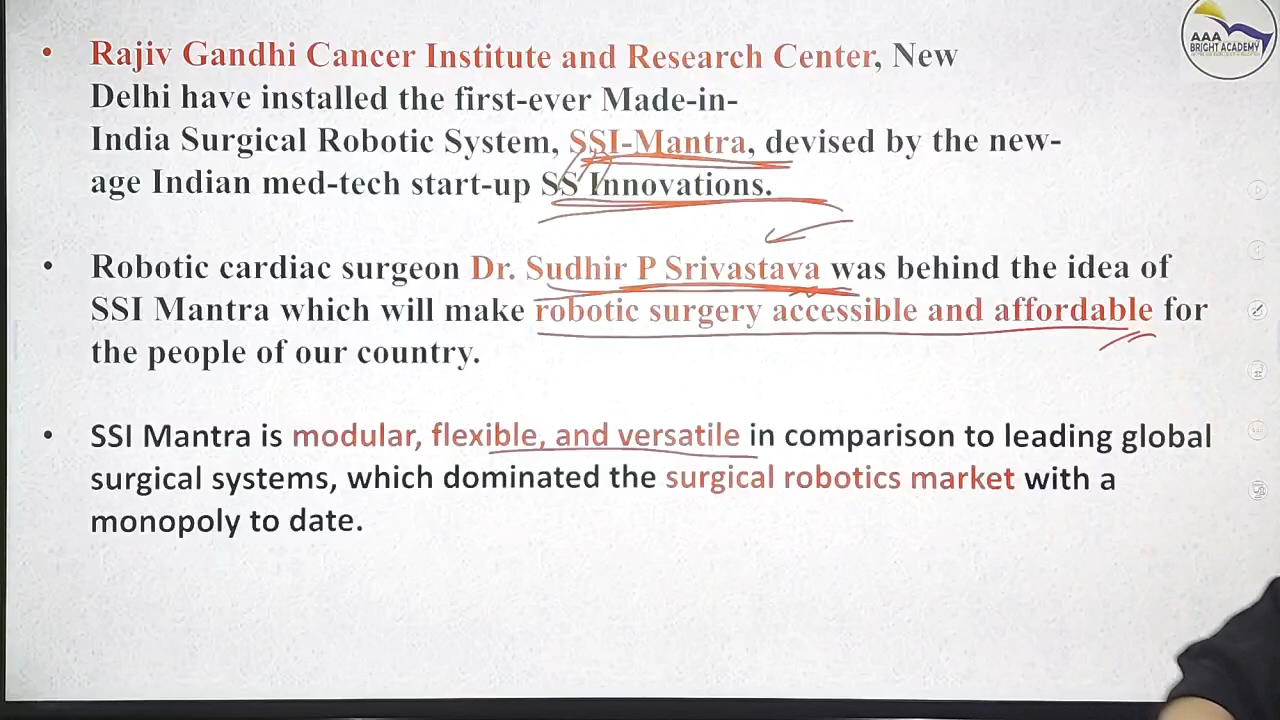 • Rajiv Gandhi Cancer Institute and Research Center, New
Delhi have installed the first-ever Made-in-
India Surgical Robotic System, SSI-Mantra, devised by the new-
age Indian med-tech start-up SS Innovations.
• Robotic cardiac surgeon Dr. Sudhir P Srivastava was behind the idea of
SSI Mantra which will make robotic surgery accessible and affordable for
the people of our country.
• SSI Mantra is modular, flexible, and versatile in comparison to leading global
surgical systems, which dominated the surgical robotics market with a
monopoly to date.
AAA
BRIGHT ACADEMY